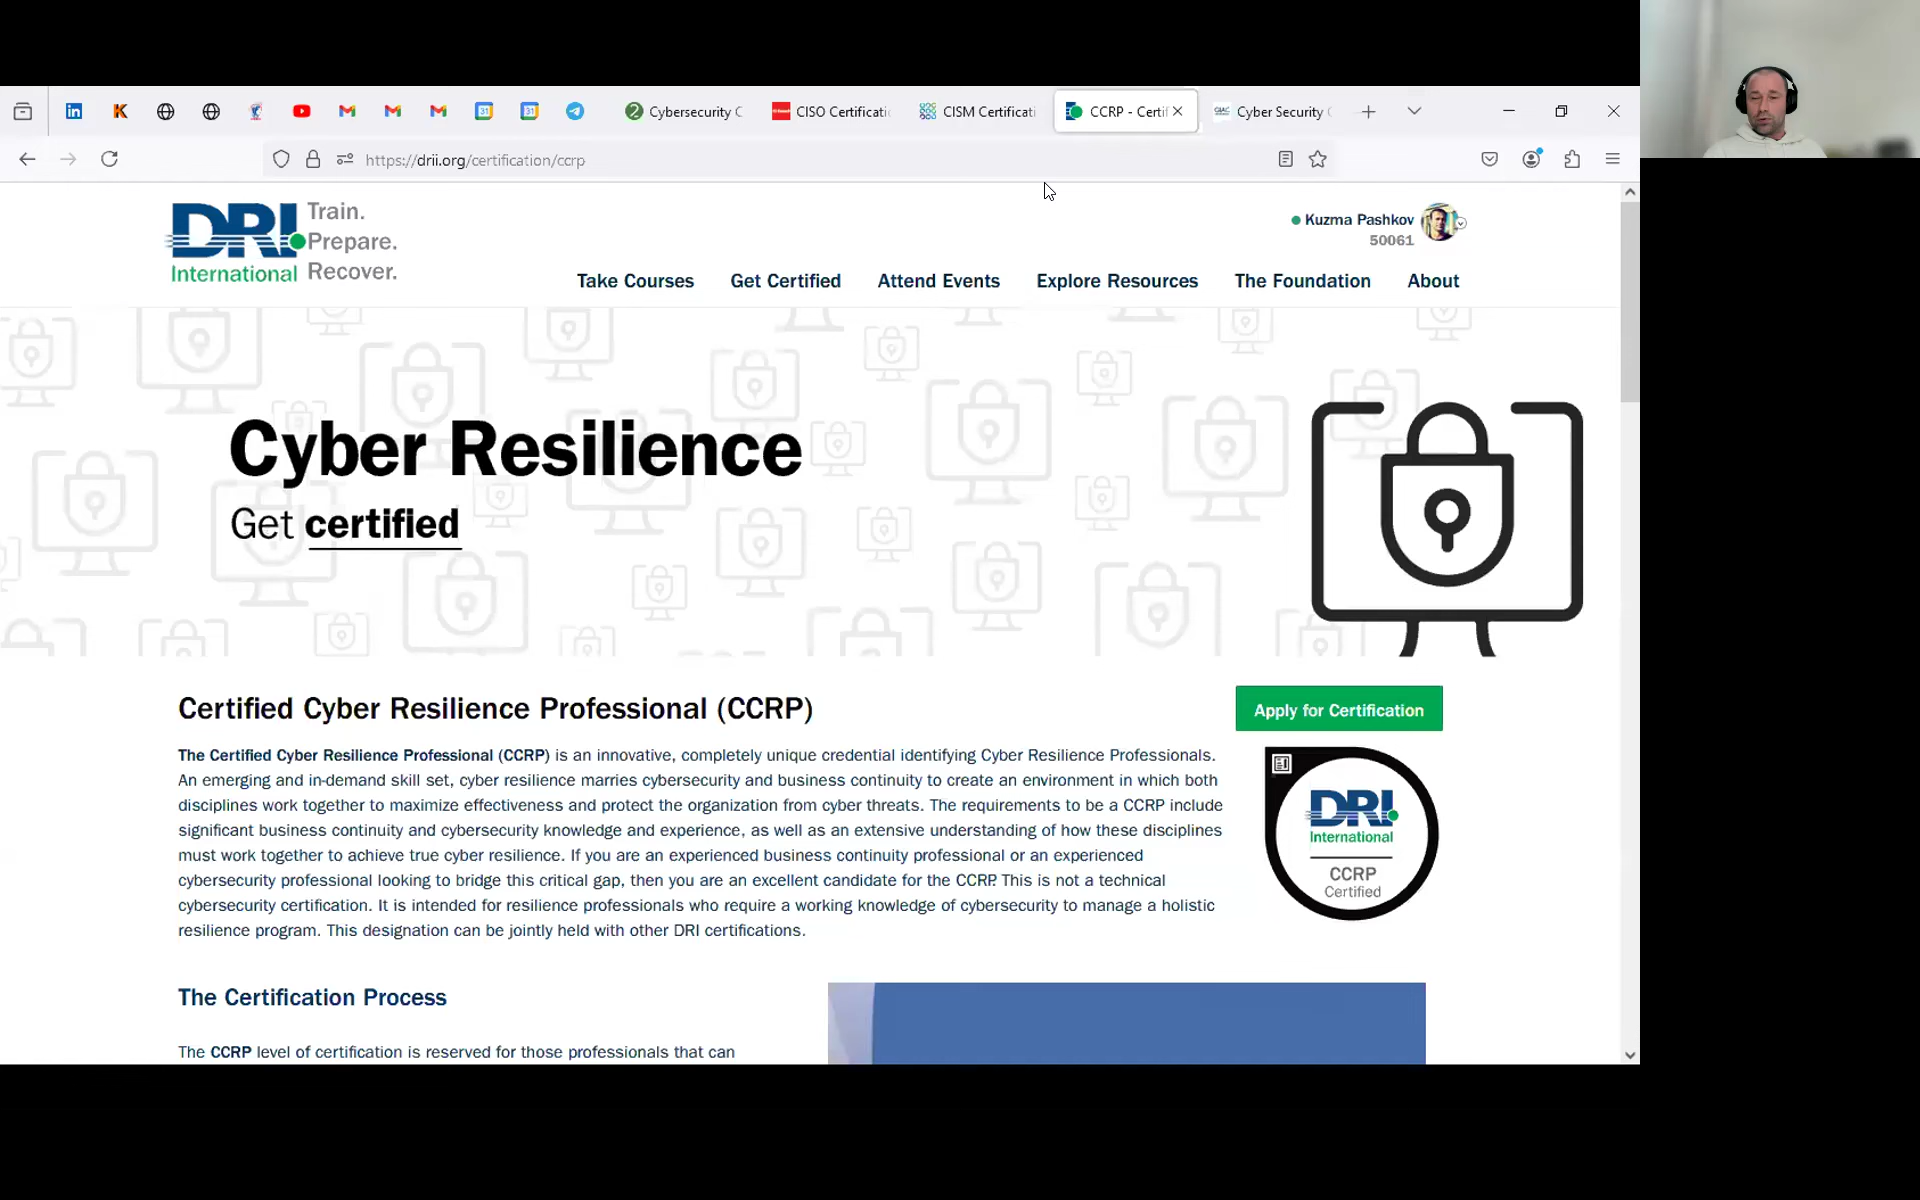 Cybersecurity C
CISO Certificati
CISM Certificati
CCRP - Certif
GIAC
Cyber Security (
https://drii.org/certification/ccrp
DRI
International
Train.
Prepare.
Recover.
Kuzma Pashkov
50061
Take Courses
Get Certified
Attend Events
Explore Resources
The Foundation
About
Cyber Resilience
Get certified
Certified Cyber Resilience Professional (CCRP)
Apply for Certification
The Certified Cyber Resilience Professional (CCRP) is an innovative, completely unique credential identifying Cyber Resilience Professionals.
An emerging and in-demand skill set, cyber resilience marries cybersecurity and business continuity to create an environment in which both
disciplines work together to maximize effectiveness and protect the organization from cyber threats. The requirements to be a CCRP include
significant business continuity and cybersecurity knowledge and experience, as well as an extensive understanding of how these disciplines
must work together to achieve true cyber resilience. If you are an experienced business continuity professional or an experienced
cybersecurity professional looking to bridge this critical gap, then you are an excellent candidate for the CCRP. This is not a technical
cybersecurity certification. It is intended for resilience professionals who require a working knowledge of cybersecurity to manage a holistic
resilience program. This designation can be jointly held with other DRI certifications.
DRI
International
CCRP
Certified
The Certification Process
The CCRP level of certification is reserved for those professionals that can